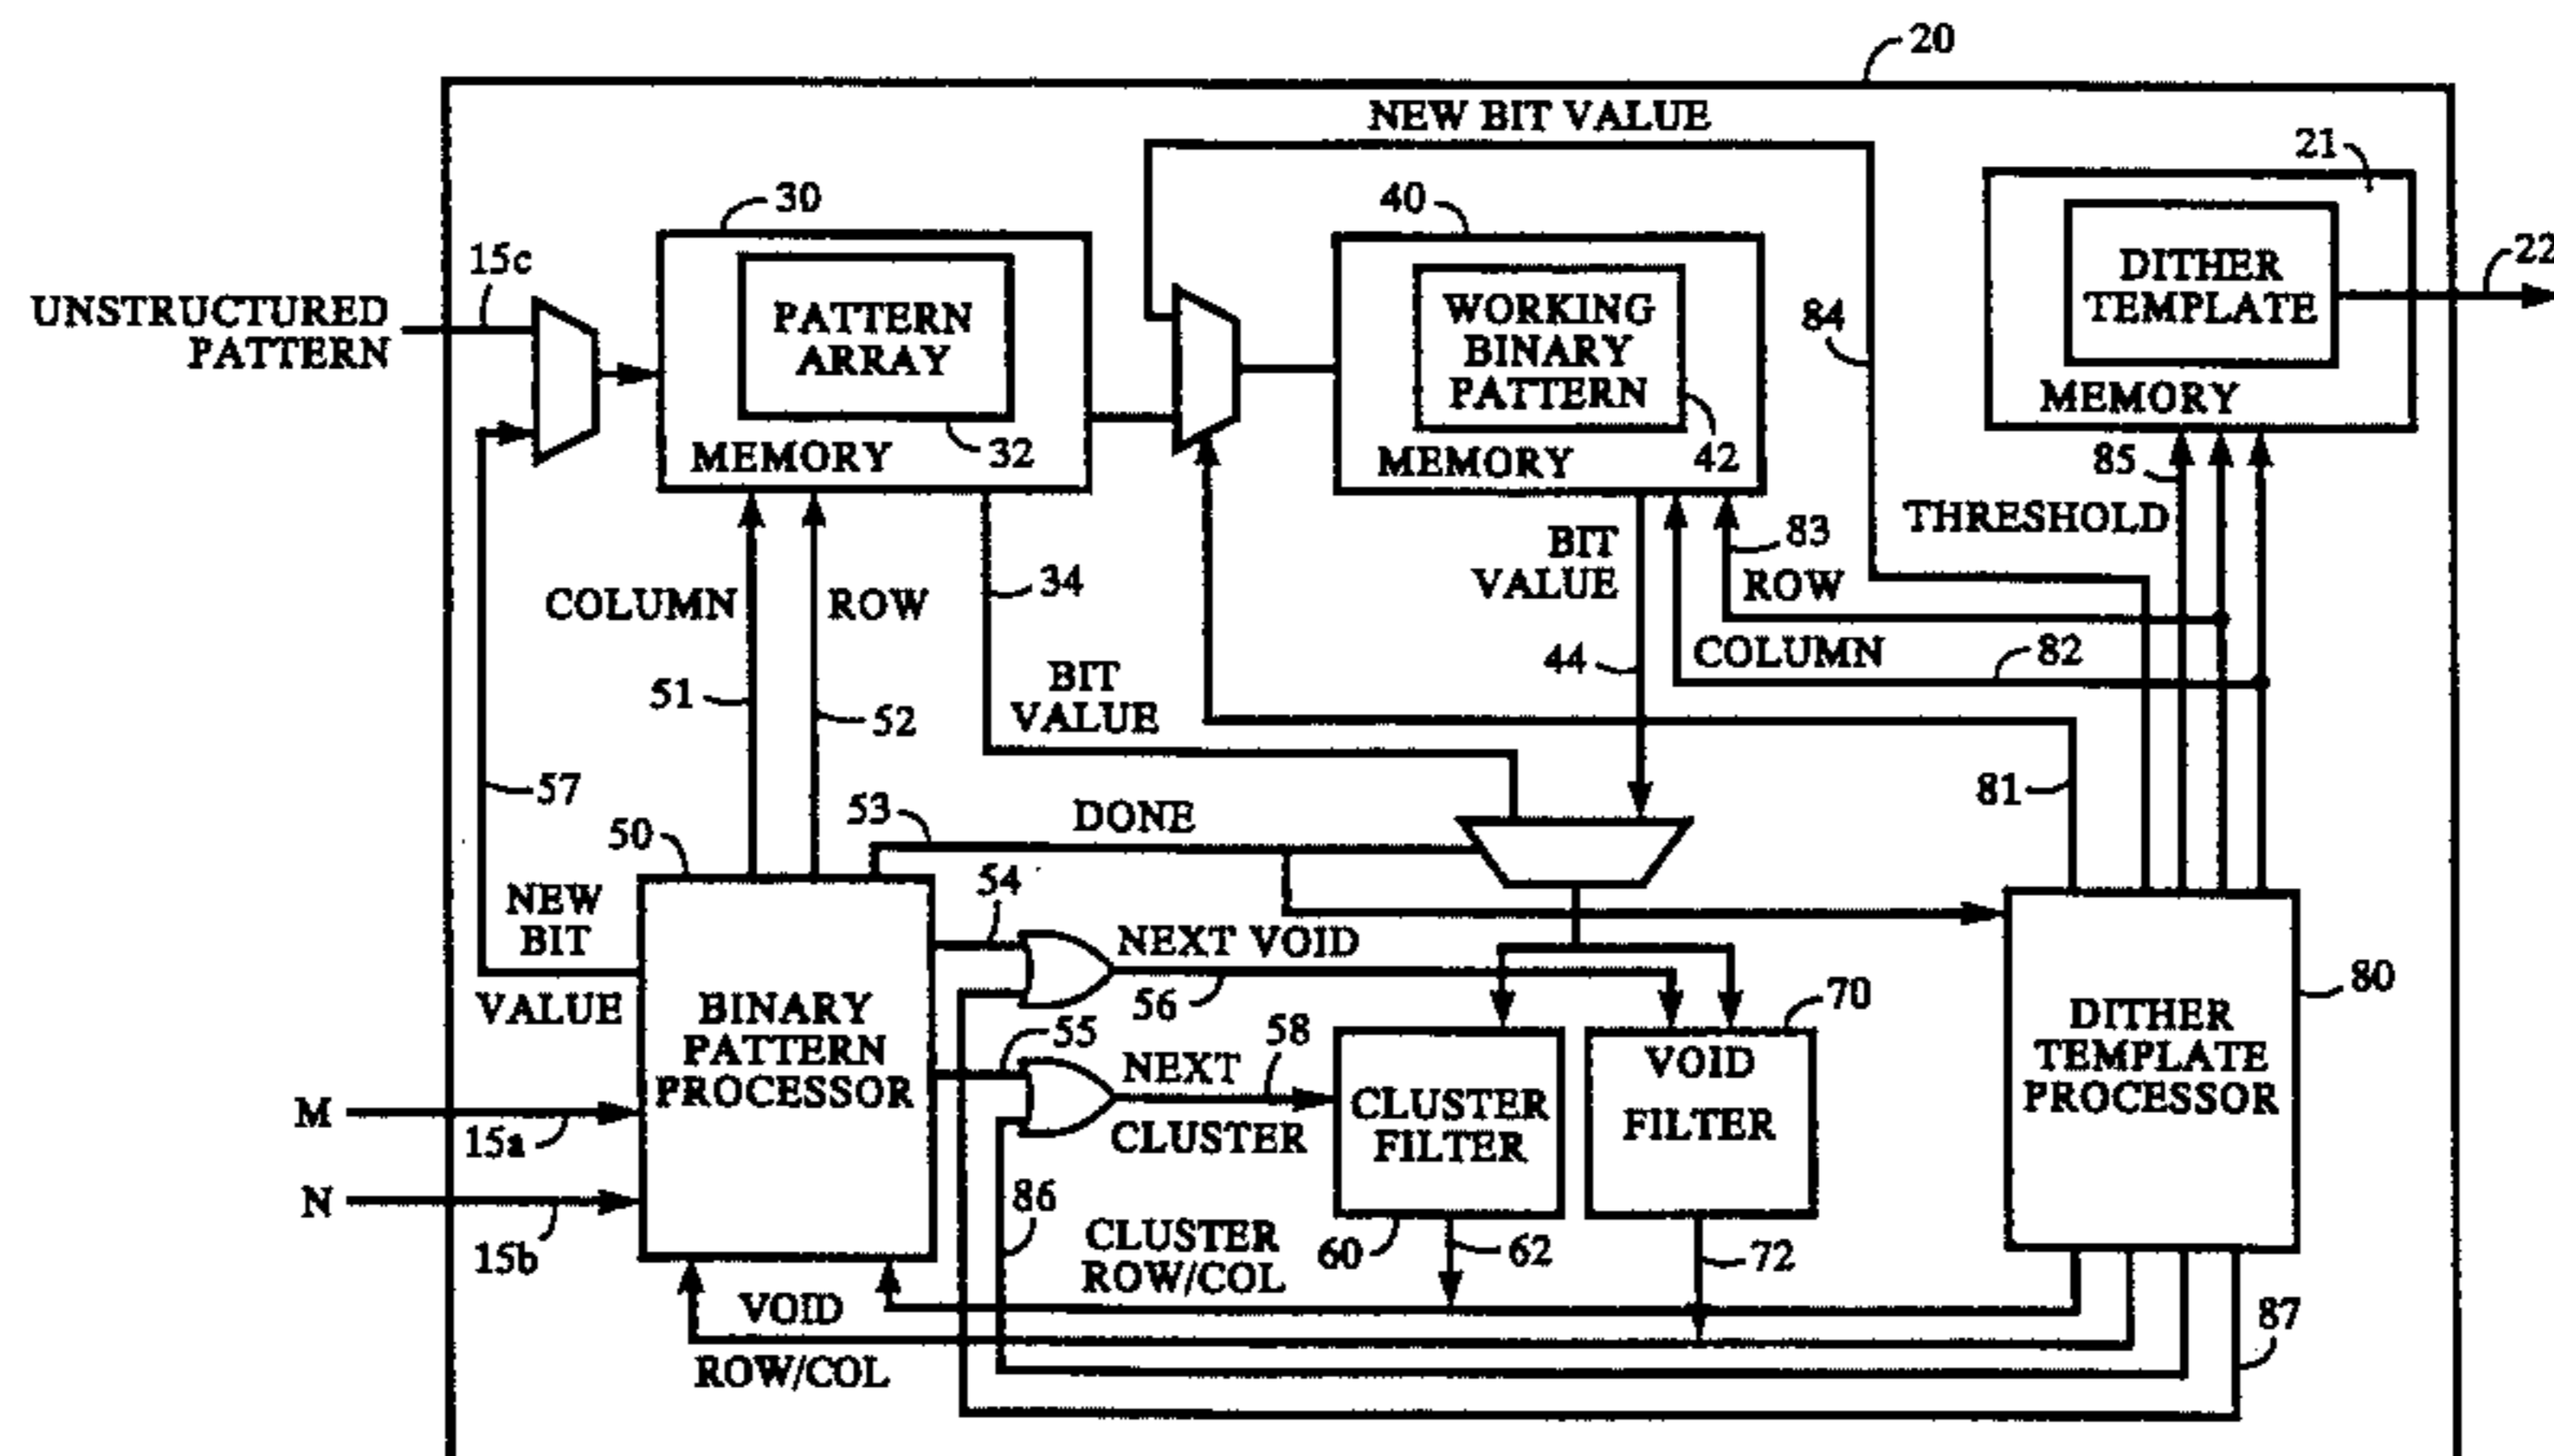 20
NEW BIT VALUE
21
30
40
15c
22
UNSTRUCTURED
PATTERN
PATTERN
ARRAY
MEMORY
32
WORKING
BINARY
PATTERN
MEMORY
42
DITHER
TEMPLATE
MEMORY
84
85
THRESHOLD
83
BIT
VALUE
ROW
34
COLUMN
ROW
44
COLUMN
82
51
52
BIT
VALUE
57
81
53
DONE
50
54
NEW
BIT
VALUE
NEXT VOID
56
80
70
BINARY
PATTERN
PROCESSOR
55
58
NEXT
CLUSTER
CLUSTER
FILTER
VOID
FILTER
DITHER
TEMPLATE
PROCESSOR
M
15a
N
15b
86
CLUSTER
ROW/COL
60
62
72
VOID
ROW/COL
87